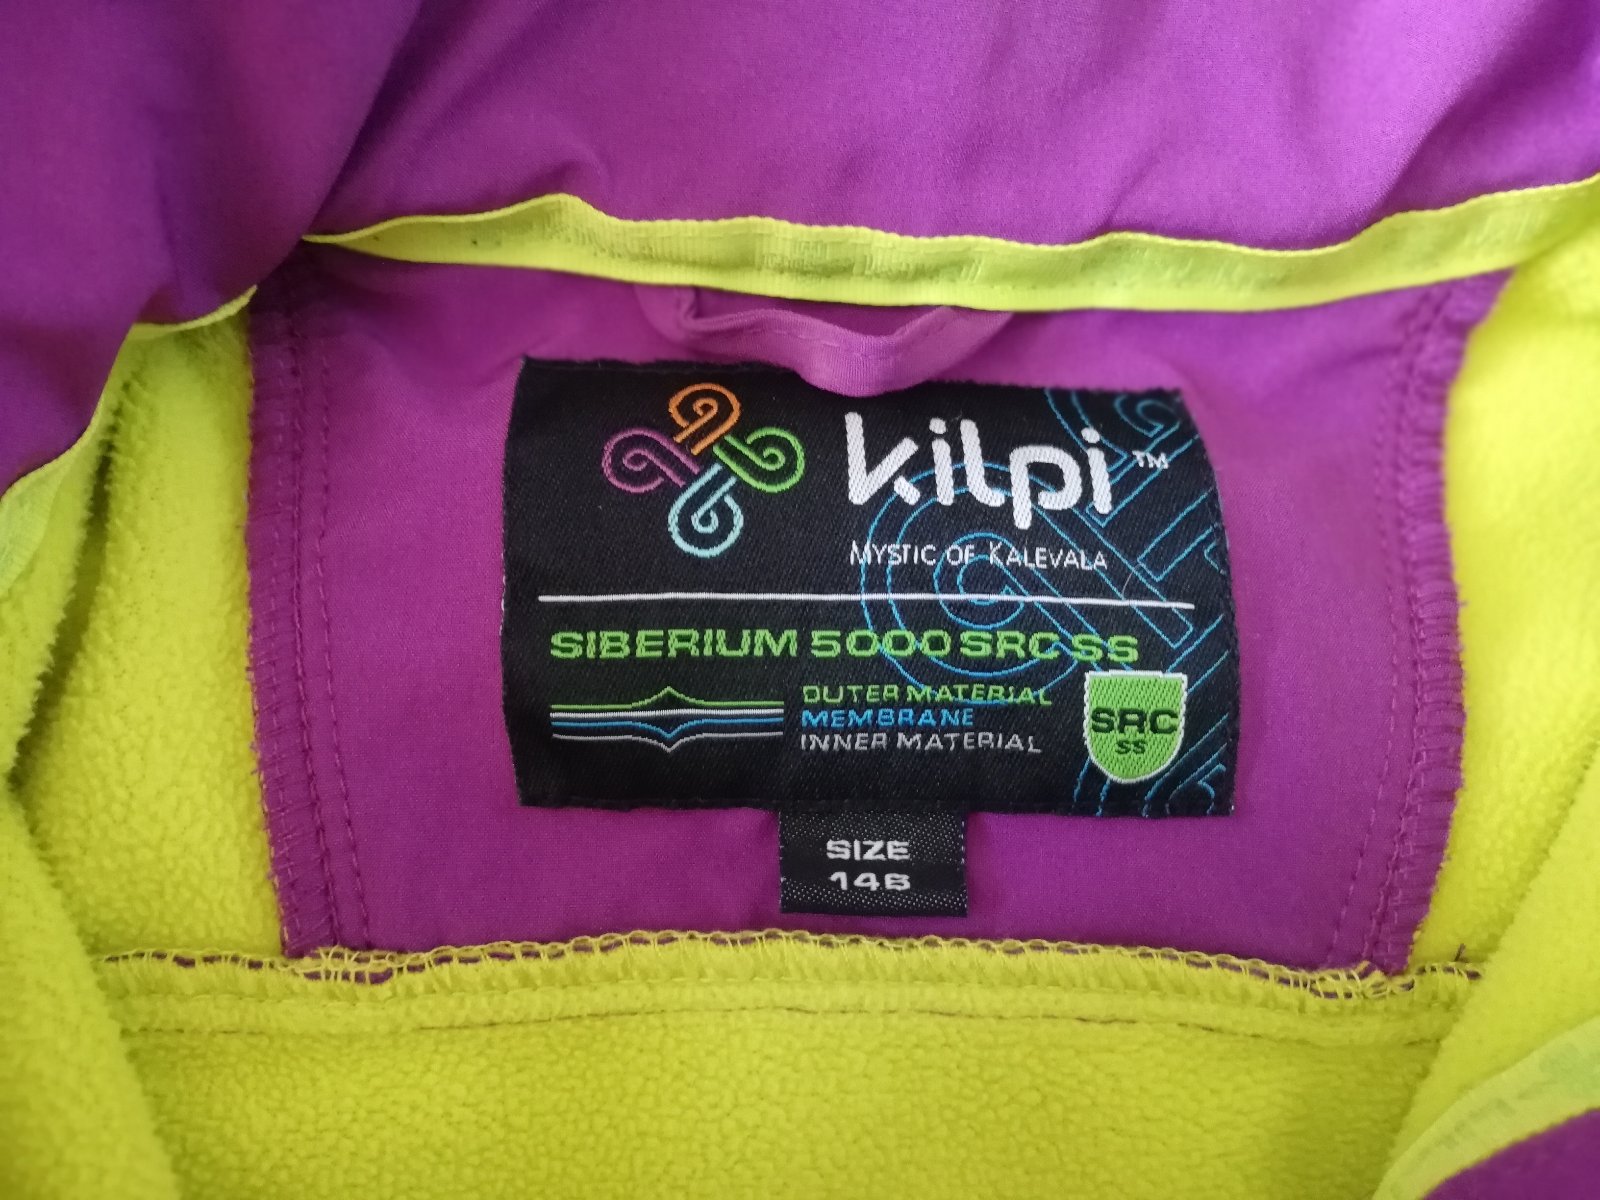 kilpi™
MYSTIC OF KALEVALA
SIBERIUM 5000 SRC SS
OUTER MATERIAL
MEMBRANE
INNER MATERIAL
SRC
SS
SIZE
146